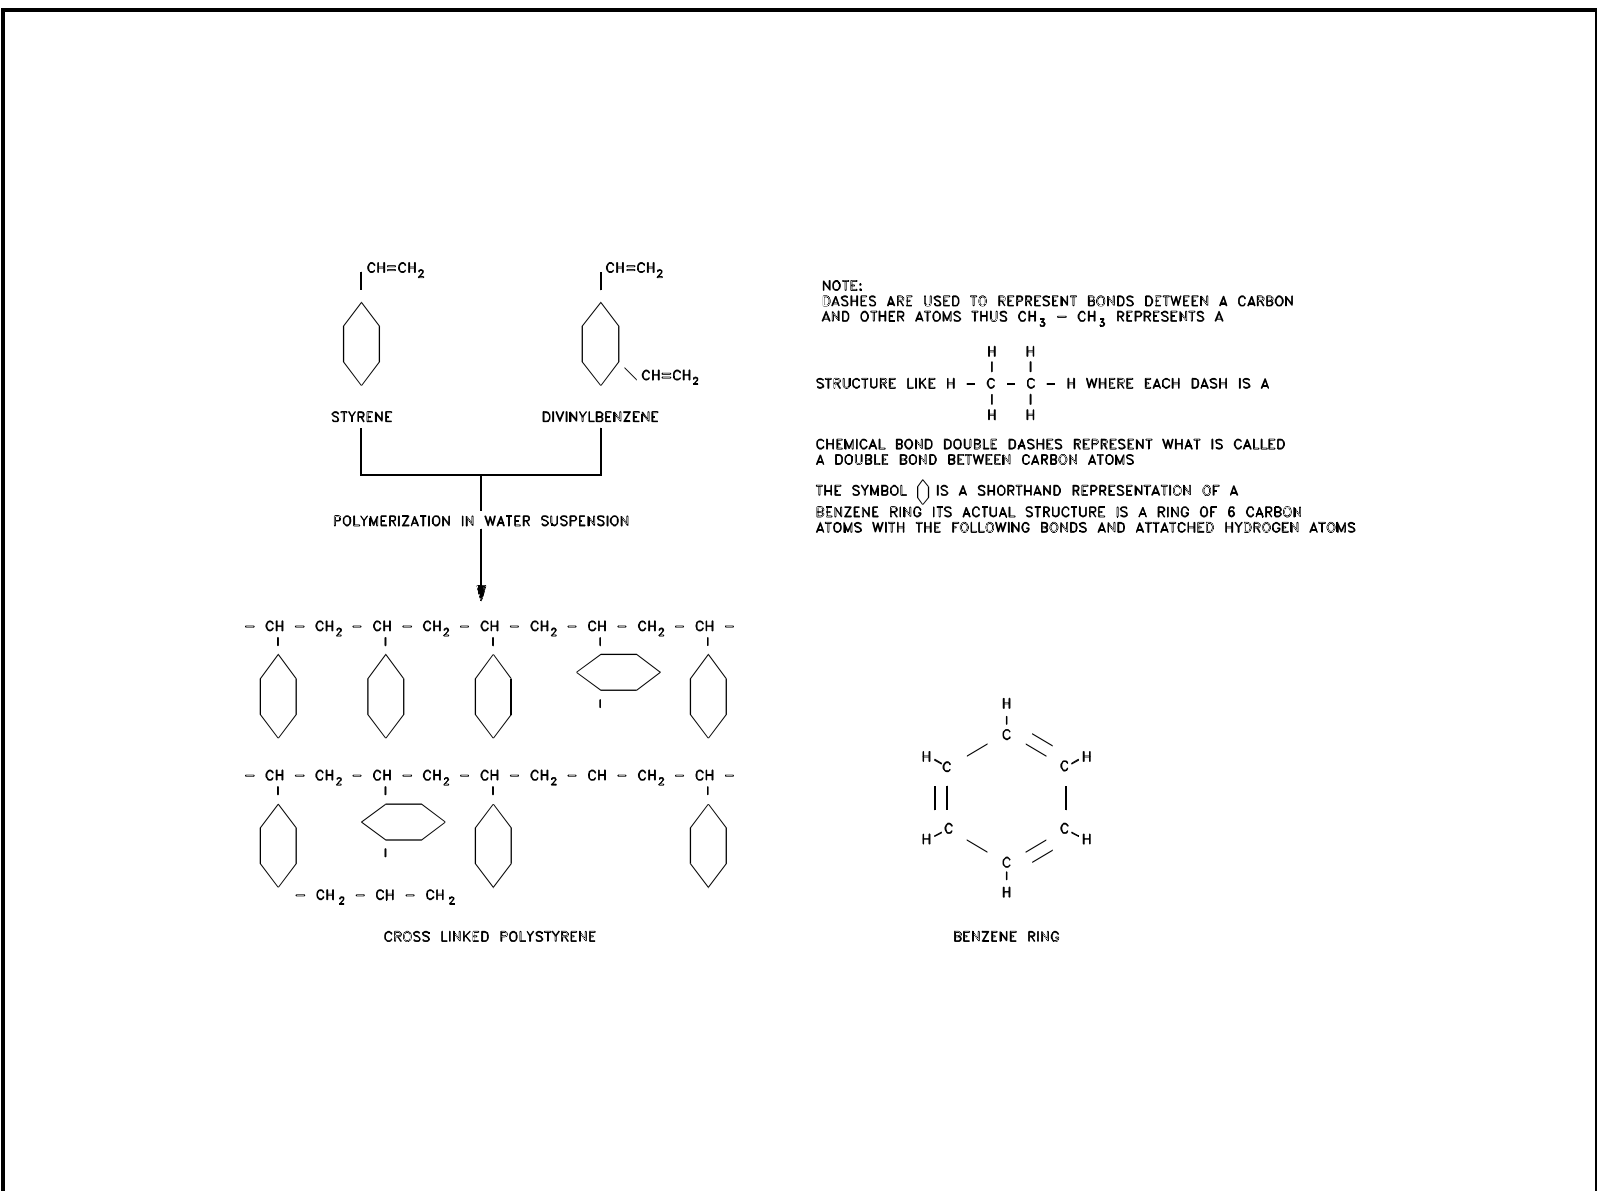 CH=CH₂
CH=CH₂
CH=CH₂
STYRENE
DIVINYLBENZENE
POLYMERIZATION IN WATER SUSPENSION
– CH – CH₂ – CH – CH₂ – CH – CH₂ – CH – CH₂ – CH –
– CH – CH₂ – CH – CH₂ – CH – CH₂ – CH – CH₂ – CH –
– CH₂ – CH – CH₂
CROSS LINKED POLYSTYRENE
NOTE:
DASHES ARE USED TO REPRESENT BONDS DETWEEN A CARBON
AND OTHER ATOMS THUS CH₃ – CH₃ REPRESENTS A
H H
STRUCTURE LIKE H – C – C – H WHERE EACH DASH IS A
H H
CHEMICAL BOND DOUBLE DASHES REPRESENT WHAT IS CALLED
A DOUBLE BOND BETWEEN CARBON ATOMS
THE SYMBOL IS A SHORTHAND REPRESENTATION OF A
BENZENE RING ITS ACTUAL STRUCTURE IS A RING OF 6 CARBON
ATOMS WITH THE FOLLOWING BONDS AND ATTATCHED HYDROGEN ATOMS
H
C
H C C H
H C C H
C
H
BENZENE RING